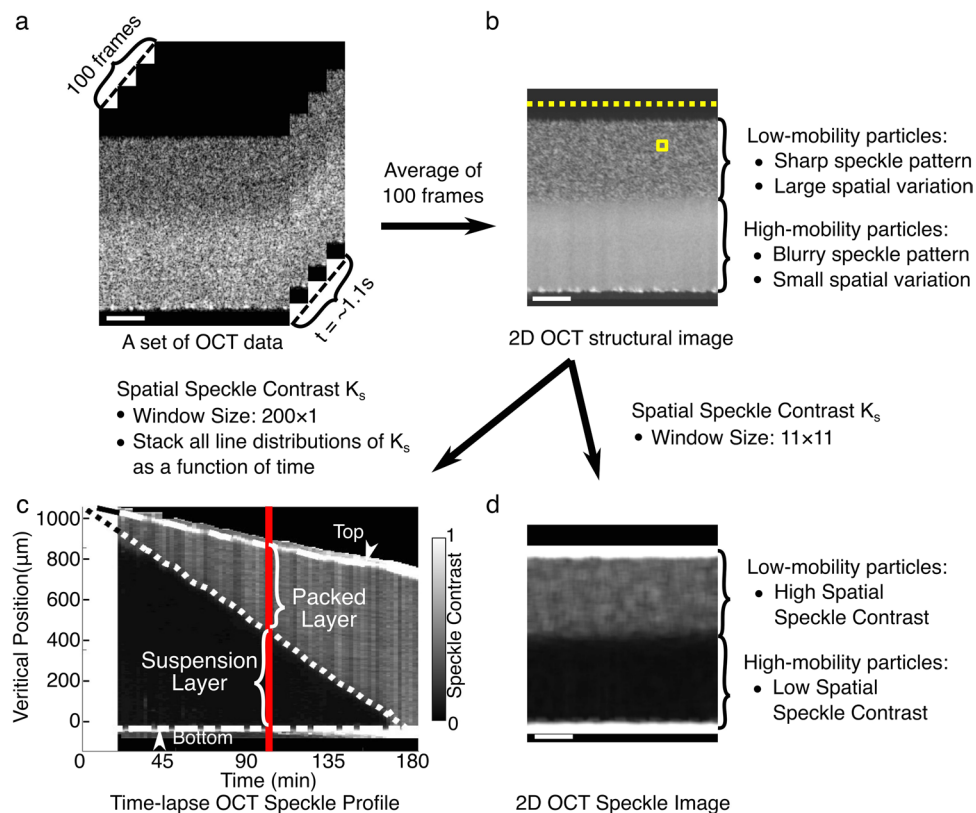 a
100 frames
t = ~1.1s
A set of OCT data
Average of
100 frames
b
Low-mobility particles:
• Sharp speckle pattern
• Large spatial variation
High-mobility particles:
• Blurry speckle pattern
• Small spatial variation
2D OCT structural image
Spatial Speckle Contrast Ks
• Window Size: 200×1
• Stack all line distributions of Ks
as a function of time
Spatial Speckle Contrast Ks
• Window Size: 11×11
c
Veritical Position(µm)
1000
800
600
400
200
0
Top
Packed
Layer
Suspension
Layer
Bottom
1
Speckle Contrast
0
0 45 90 135 180
Time (min)
Time-lapse OCT Speckle Profile
d
Low-mobility particles:
• High Spatial
Speckle Contrast
High-mobility particles:
• Low Spatial
Speckle Contrast
2D OCT Speckle Image